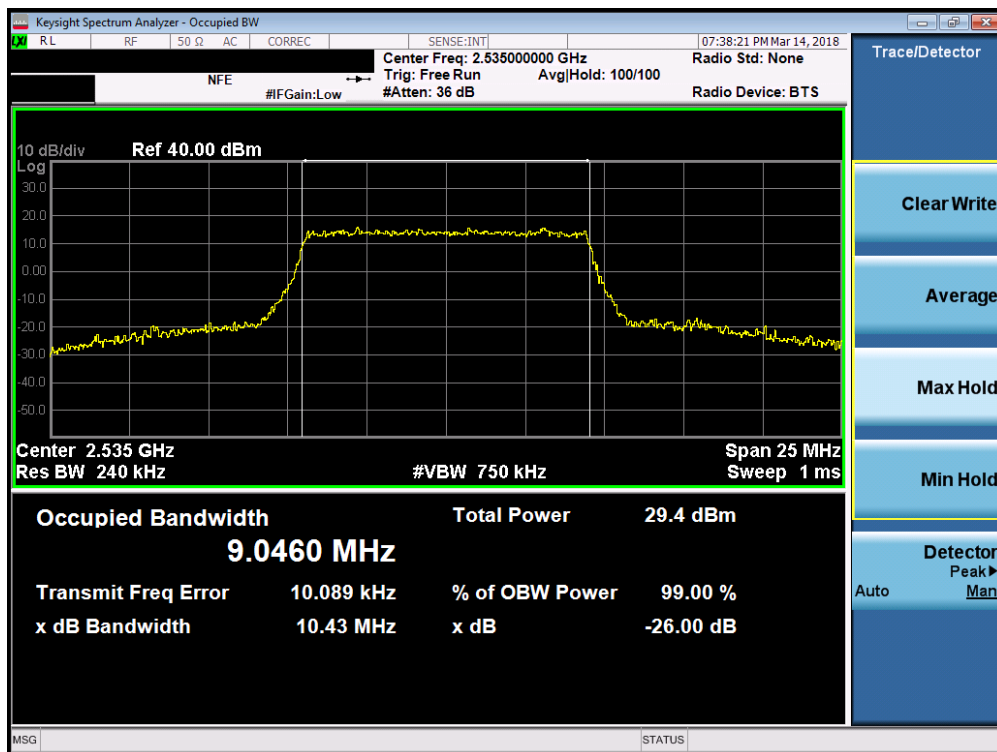 Keysight Spectrum Analyzer - Occupied BW
LXI RL RF 50 Ω AC CORREC SENSE:INT 07:38:21 PM Mar 14, 2018
Center Freq: 2.535000000 GHz Radio Std: None
NFE Trig: Free Run Avg|Hold: 100/100
#IFGain:Low #Atten: 36 dB Radio Device: BTS
Trace/Detector
10 dB/div Ref 40.00 dBm
Log
30.0
20.0
10.0
0.00
-10.0
-20.0
-30.0
-40.0
-50.0
Center 2.535 GHz Span 25 MHz
Res BW 240 kHz #VBW 750 kHz Sweep 1 ms
Occupied Bandwidth Total Power 29.4 dBm
9.0460 MHz
Transmit Freq Error 10.089 kHz % of OBW Power 99.00 %
x dB Bandwidth 10.43 MHz x dB -26.00 dB
Clear Write
Average
Max Hold
Min Hold
Detector
Peak▶
Auto Man
MSG STATUS